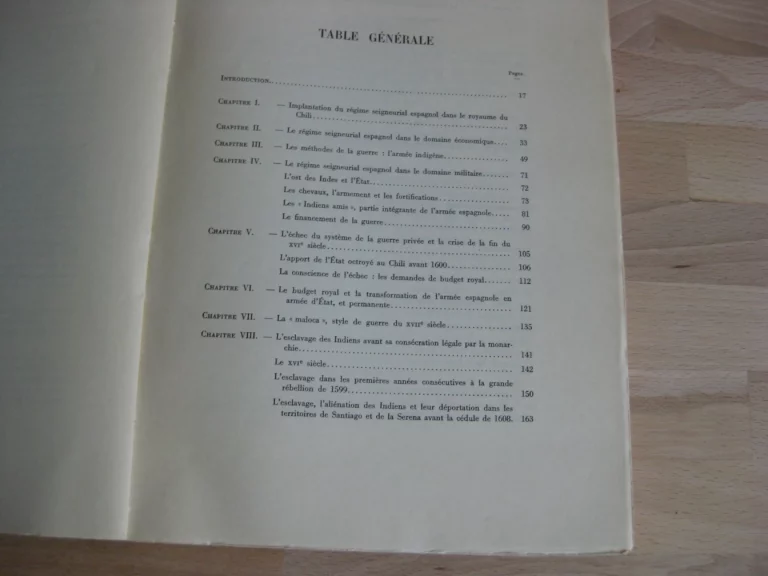 TABLE GÉNÉRALE
Pages
INTRODUCTION 17
CHAPITRE I. — Implantation du régime seigneurial espagnol dans le royaume du
Chili 23
CHAPITRE II. — Le régime seigneurial espagnol dans le domaine économique 33
CHAPITRE III. — Les méthodes de la guerre : l'armée indigène 49
CHAPITRE IV. — Le régime seigneurial espagnol dans le domaine militaire 71
L'ost des Indes et l'État 72
Les chevaux, l'armement et les fortifications 73
Les « Indiens amis », partie intégrante de l'armée espagnole 81
Le financement de la guerre 90
CHAPITRE V. — L'échec du système de la guerre privée et la crise de la fin du
XVIe siècle 105
L'apport de l'État octroyé au Chili avant 1600 106
La conscience de l'échec : les demandes de budget royal 112
CHAPITRE VI. — Le budget royal et la transformation de l'armée espagnole en
armée d'État, et permanente 121
CHAPITRE VII. — La « maloca », style de guerre du XVIIe siècle 135
CHAPITRE VIII. — L'esclavage des Indiens avant sa consécration légale par la monar-
chie 141
Le XVIe siècle 142
L'esclavage dans les premières années consécutives à la grande
rébellion de 1599 150
L'esclavage, l'aliénation des Indiens et leur déportation dans les
territoires de Santiago et de la Serena avant la cédule de 1608. 163